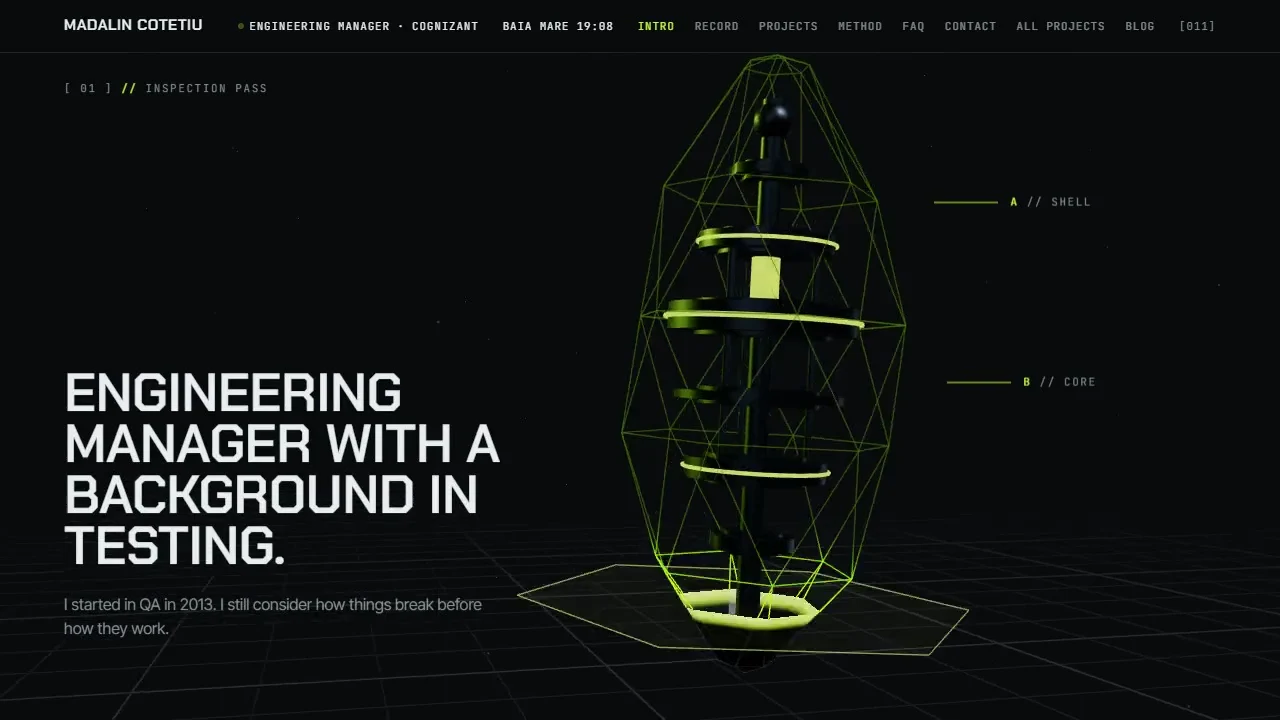 MADALIN COTETIU
ENGINEERING MANAGER · COGNIZANT BAIA MARE 19:08 INTRO RECORD PROJECTS METHOD FAQ CONTACT ALL PROJECTS BLOG [011]
[ 01 ] // INSPECTION PASS
A // SHELL
B // CORE
ENGINEERING
MANAGER WITH A
BACKGROUND IN
TESTING.
I started in QA in 2013. I still consider how things break before
how they work.